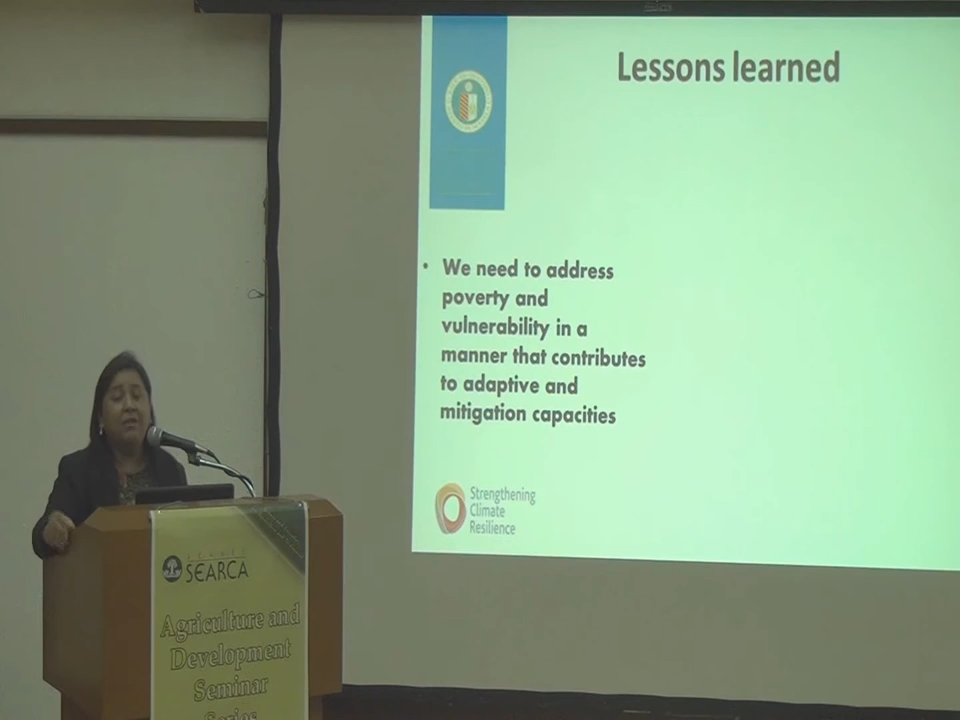 Lessons learned
• We need to address
poverty and
vulnerability in a
manner that contributes
to adaptive and
mitigation capacities
Strengthening
Climate
Resilience
SEARCA
Agriculture and
Development
Seminar
Series